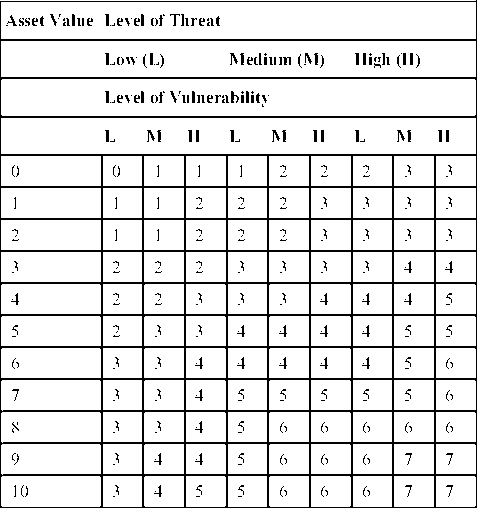 Asset Value Level of Threat
Low (L) Medium (M) High (H)
Level of Vulnerability
L M H L M H L M H
0 0 1 1 1 2 2 2 3 3
1 1 1 2 2 2 3 3 3 3
2 1 1 2 2 2 3 3 3 3
3 2 2 2 3 3 3 3 4 4
4 2 2 3 3 3 4 4 4 5
5 2 3 3 4 4 4 4 5 5
6 3 3 4 4 4 4 4 5 6
7 3 3 4 5 5 5 5 5 6
8 3 3 4 5 6 6 6 6 6
9 3 4 4 5 6 6 6 7 7
10 3 4 5 5 6 6 6 7 7